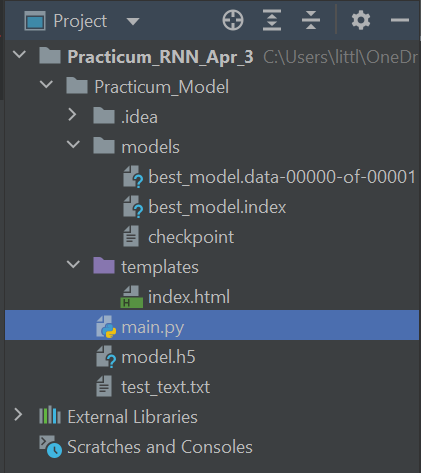 Project
Practicum_RNN_Apr_3 C:\Users\littl\OneDr
Practicum_Model
.idea
models
best_model.data-00000-of-00001
best_model.index
checkpoint
templates
H
index.html
main.py
model.h5
test_text.txt
External Libraries
Scratches and Consoles